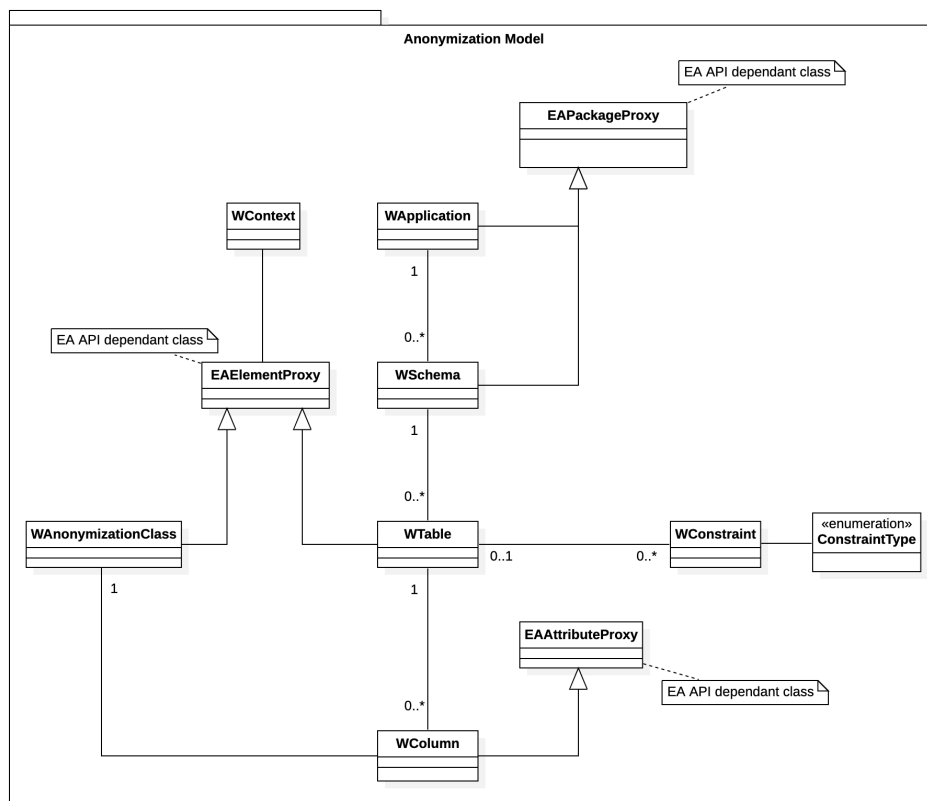 Anonymization Model
EA API dependant class
EAPackageProxy
WContext
WApplication
1
0..*
EA API dependant class
EAElementProxy
WSchema
1
0..*
WAnonymizationClass
WTable
WConstraint
«enumeration»
ConstraintType
0..1
0..*
1
1
EAAttributeProxy
EA API dependant class
0..*
WColumn